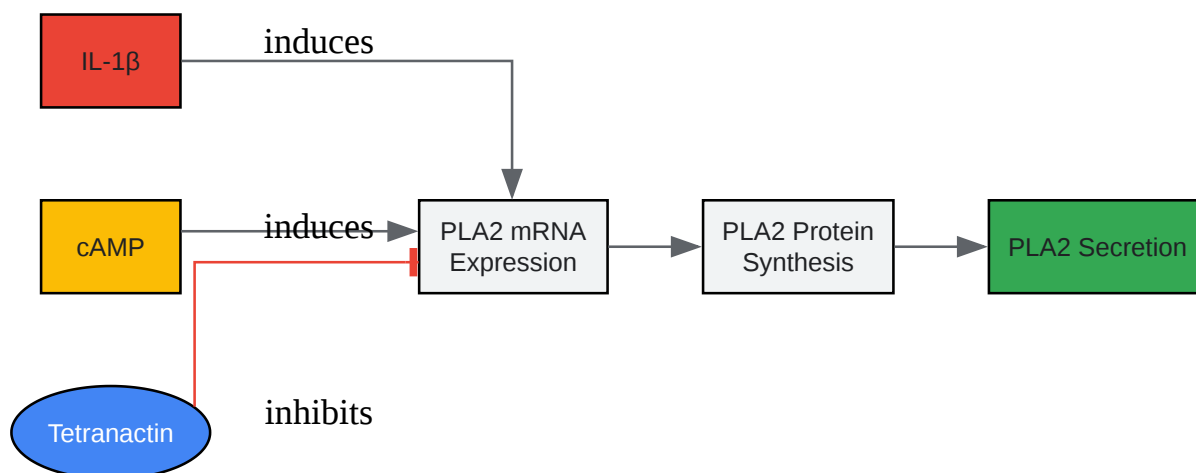 IL-1β
induces
cAMP
induces
PLA2 mRNA
Expression
PLA2 Protein
Synthesis
PLA2 Secretion
Tetranactin
inhibits